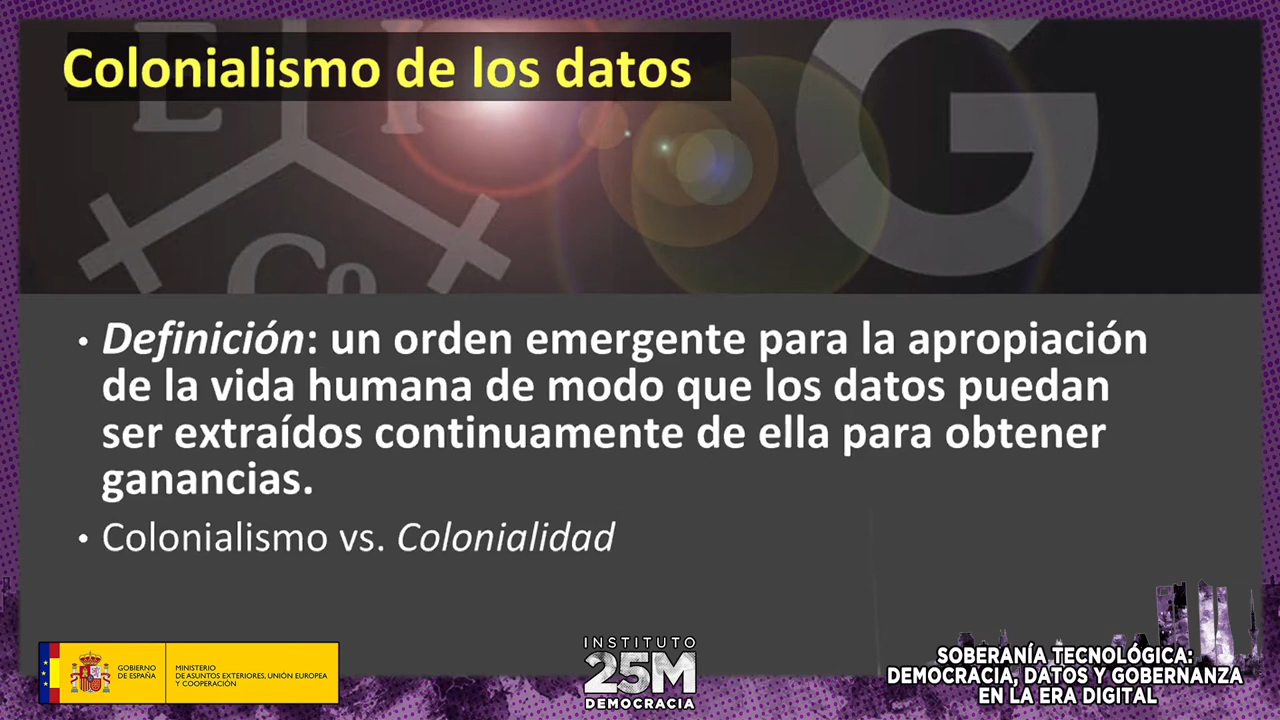 Colonialismo de los datos
E I
Co
G
• Definición: un orden emergente para la apropiación
de la vida humana de modo que los datos puedan
ser extraídos continuamente de ella para obtener
ganancias.
• Colonialismo vs. Colonialidad
GOBIERNO
DE ESPAÑA
MINISTERIO
DE ASUNTOS EXTERIORES, UNIÓN EUROPEA
Y COOPERACIÓN
INSTITUTO
25M
DEMOCRACIA
SOBERANÍA TECNOLÓGICA:
DEMOCRACIA, DATOS Y GOBERNANZA
EN LA ERA DIGITAL